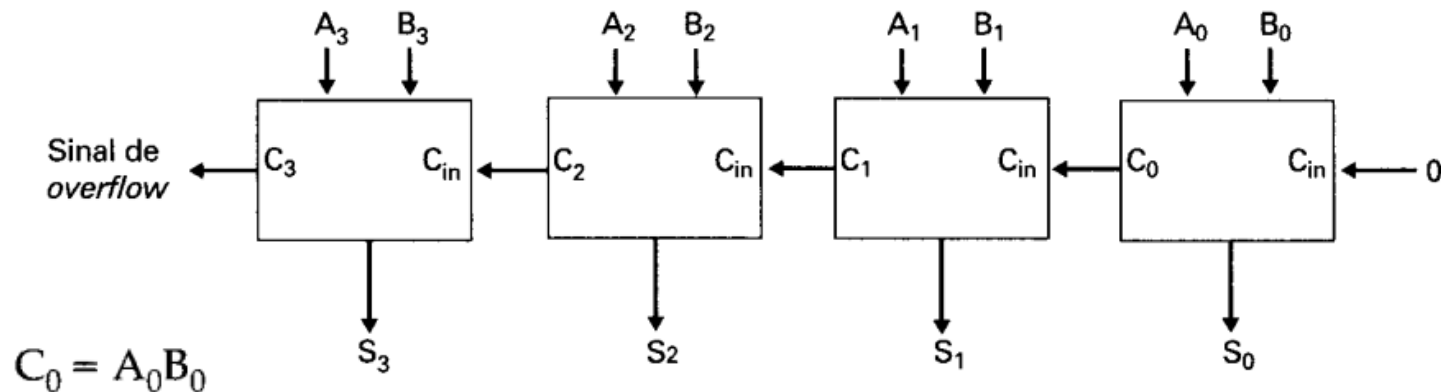 A₃ B₃ A₂ B₂ A₁ B₁ A₀ B₀
Sinal de
overflow
C₃ Cᵢₙ C₂ Cᵢₙ C₁ Cᵢₙ C₀ Cᵢₙ 0
S₃ S2 S₁ S₀
C₀ = A₀B₀